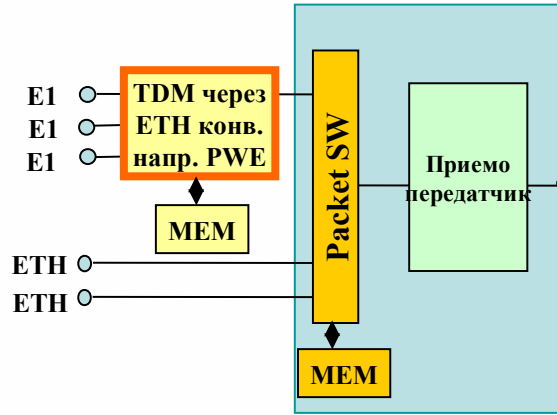 E1
E1
E1
TDM через
ETH конв.
напр. PWE
MEM
ETH
ETH
Packet SW
MEM
Приемо
передатчик